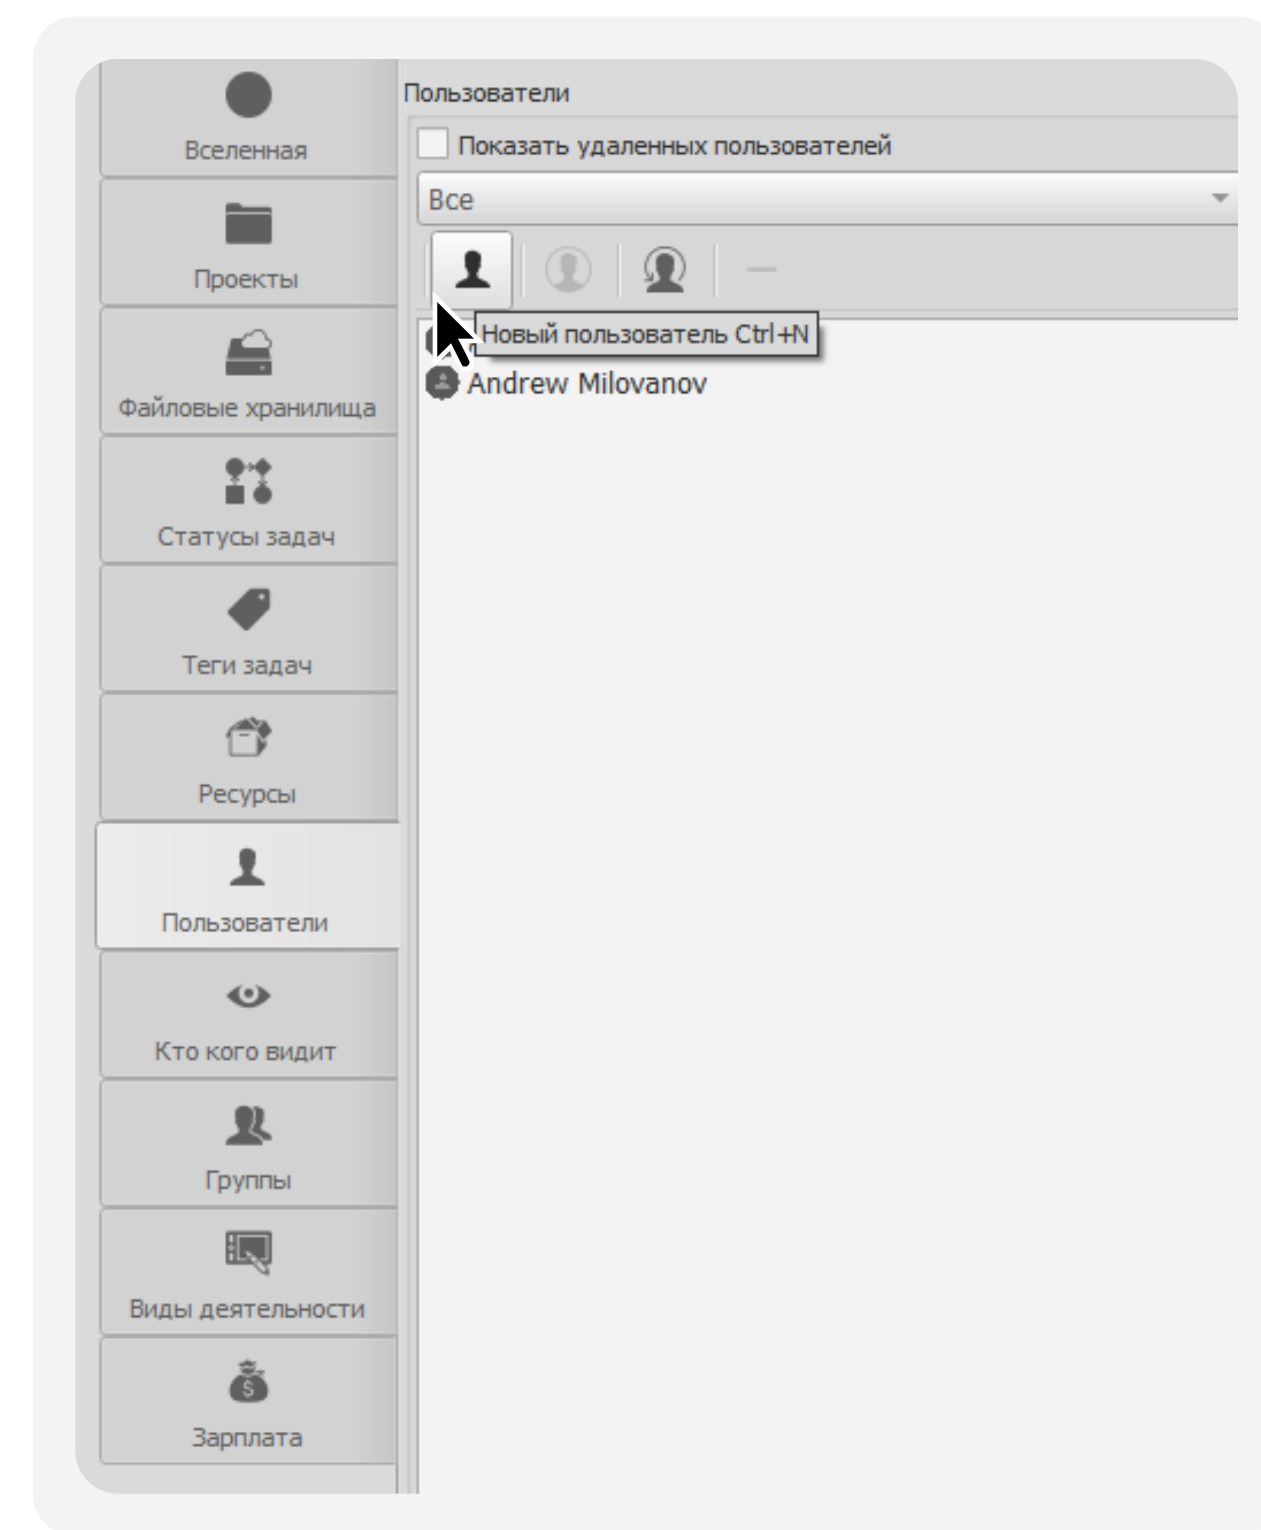 Вселенная
Проекты
Файловые хранилища
Статусы задач
Теги задач
Ресурсы
Пользователи
Кто кого видит
Группы
Виды деятельности
Зарплата
Пользователи
Показать удаленных пользователей
Все
Новый пользователь Ctrl+N
Andrew Milovanov